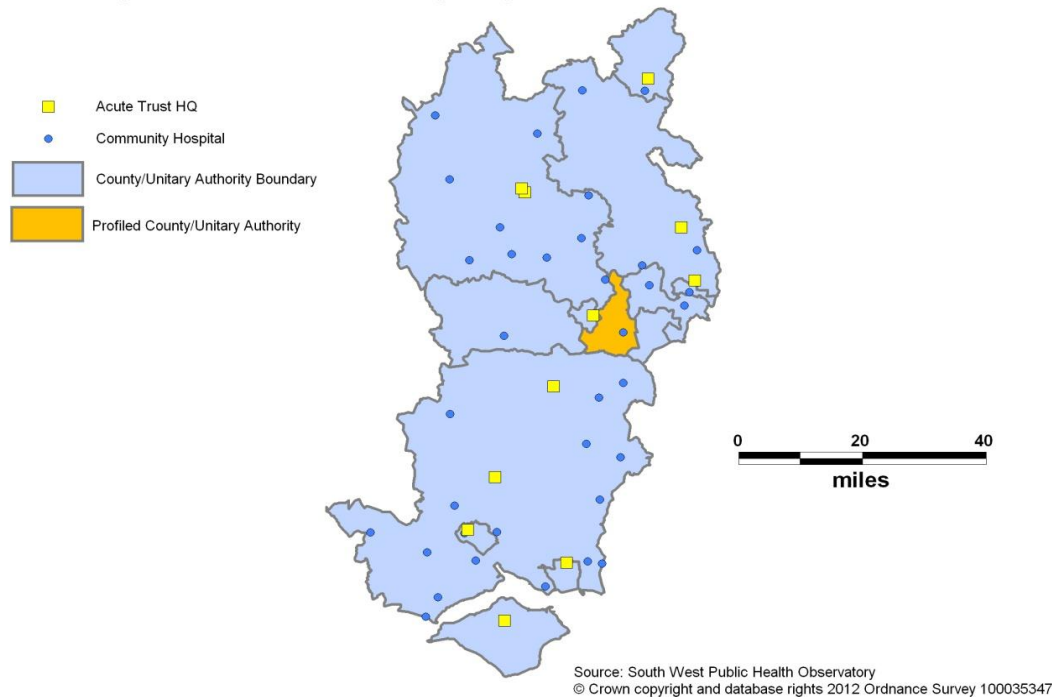 Acute Trust HQ
Community Hospital
County/Unitary Authority Boundary
Profiled County/Unitary Authority
0 20 40
miles
Source: South West Public Health Observatory
© Crown copyright and database rights 2012 Ordnance Survey 100035347